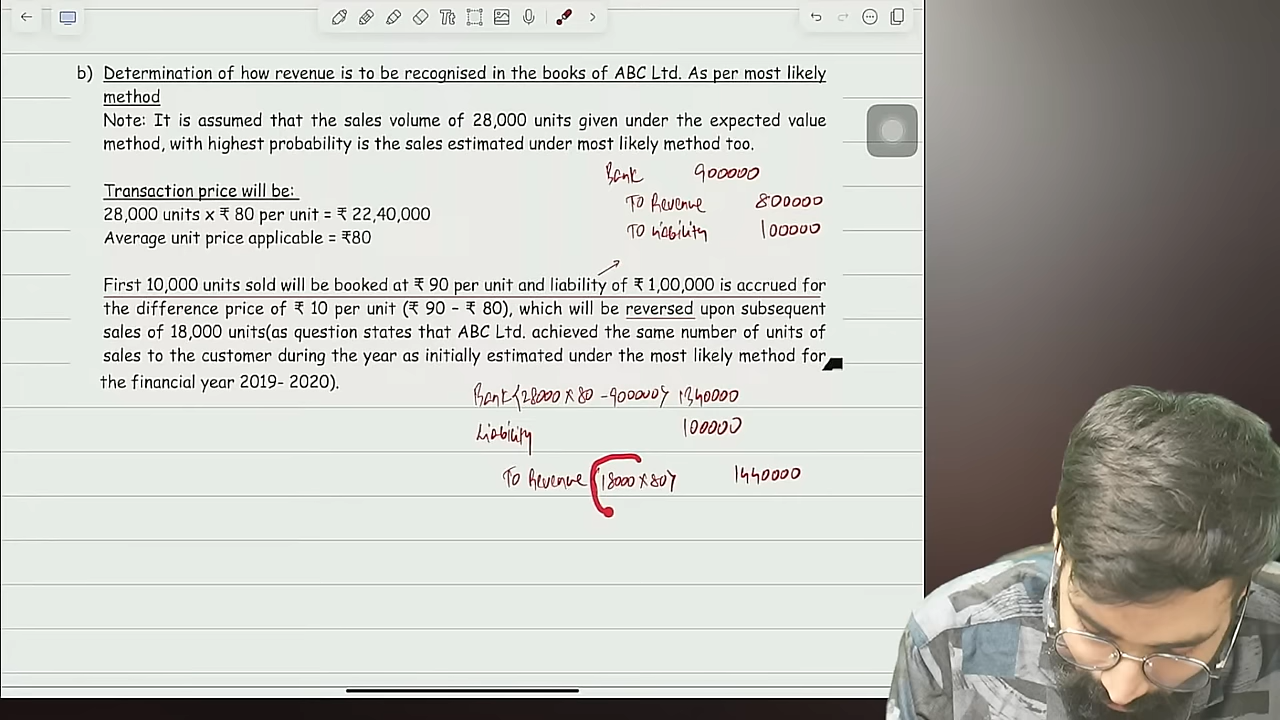 b) Determination of how revenue is to be recognised in the books of ABC Ltd. As per most likely
method
Note: It is assumed that the sales volume of 28,000 units given under the expected value
method, with highest probability is the sales estimated under most likely method too.
Bank 900000
To Revenue 800000
To Liability 100000
Transaction price will be:
28,000 units x ₹ 80 per unit = ₹ 22,40,000
Average unit price applicable = ₹80
First 10,000 units sold will be booked at ₹ 90 per unit and liability of ₹ 1,00,000 is accrued for
the difference price of ₹ 10 per unit (₹ 90 – ₹ 80), which will be reversed upon subsequent
sales of 18,000 units(as question states that ABC Ltd. achieved the same number of units of
sales to the customer during the year as initially estimated under the most likely method for
the financial year 2019- 2020).
Bank {28000 x 80 - 900000} 1340000
Liability 100000
To Revenue (18000 x 80} 1440000
Tt